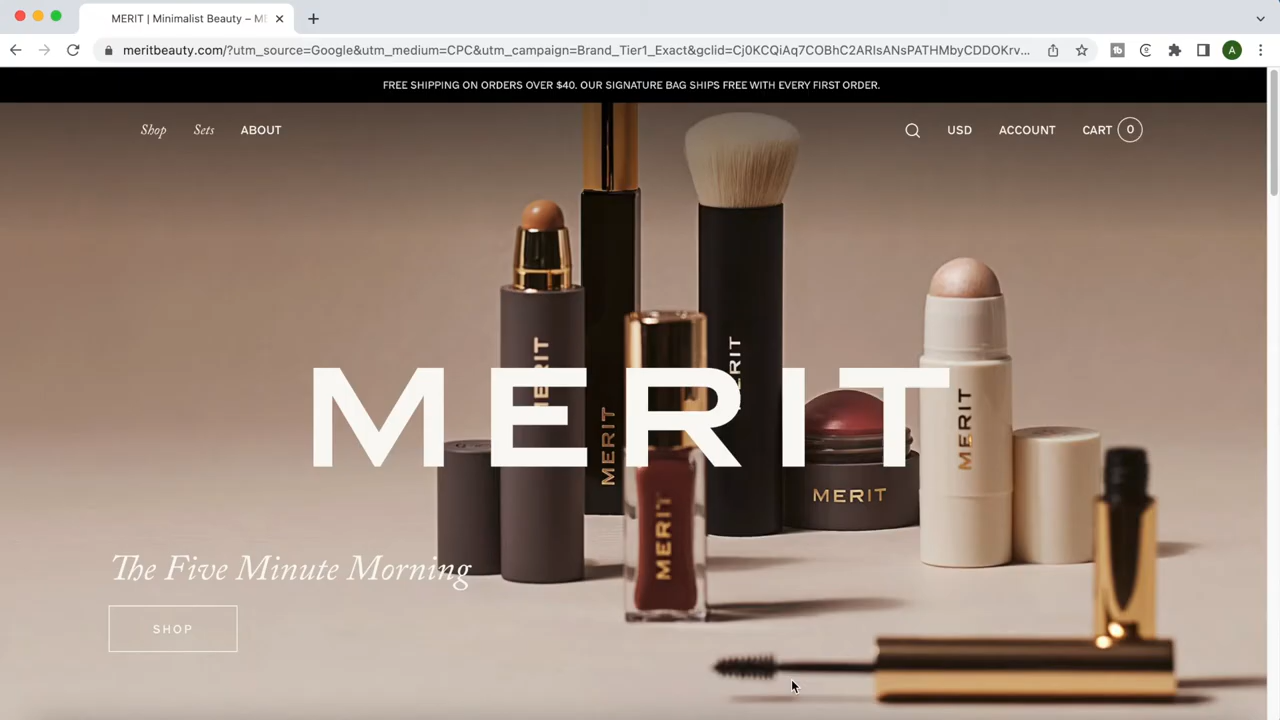 MERIT | Minimalist Beauty – ME
meritbeauty.com/?utm_source=Google&utm_medium=CPC&utm_campaign=Brand_Tier1_Exact&gclid=Cj0KCQiAq7COBhC2ARIsANsPATHMbyCDDOKrv...
A
FREE SHIPPING ON ORDERS OVER $40. OUR SIGNATURE BAG SHIPS FREE WITH EVERY FIRST ORDER.
Shop Sets ABOUT USD ACCOUNT CART 0
MERIT
MERIT
MERIT
MERIT
MERIT
MERIT
MERIT
MERIT
The Five Minute Morning
SHOP